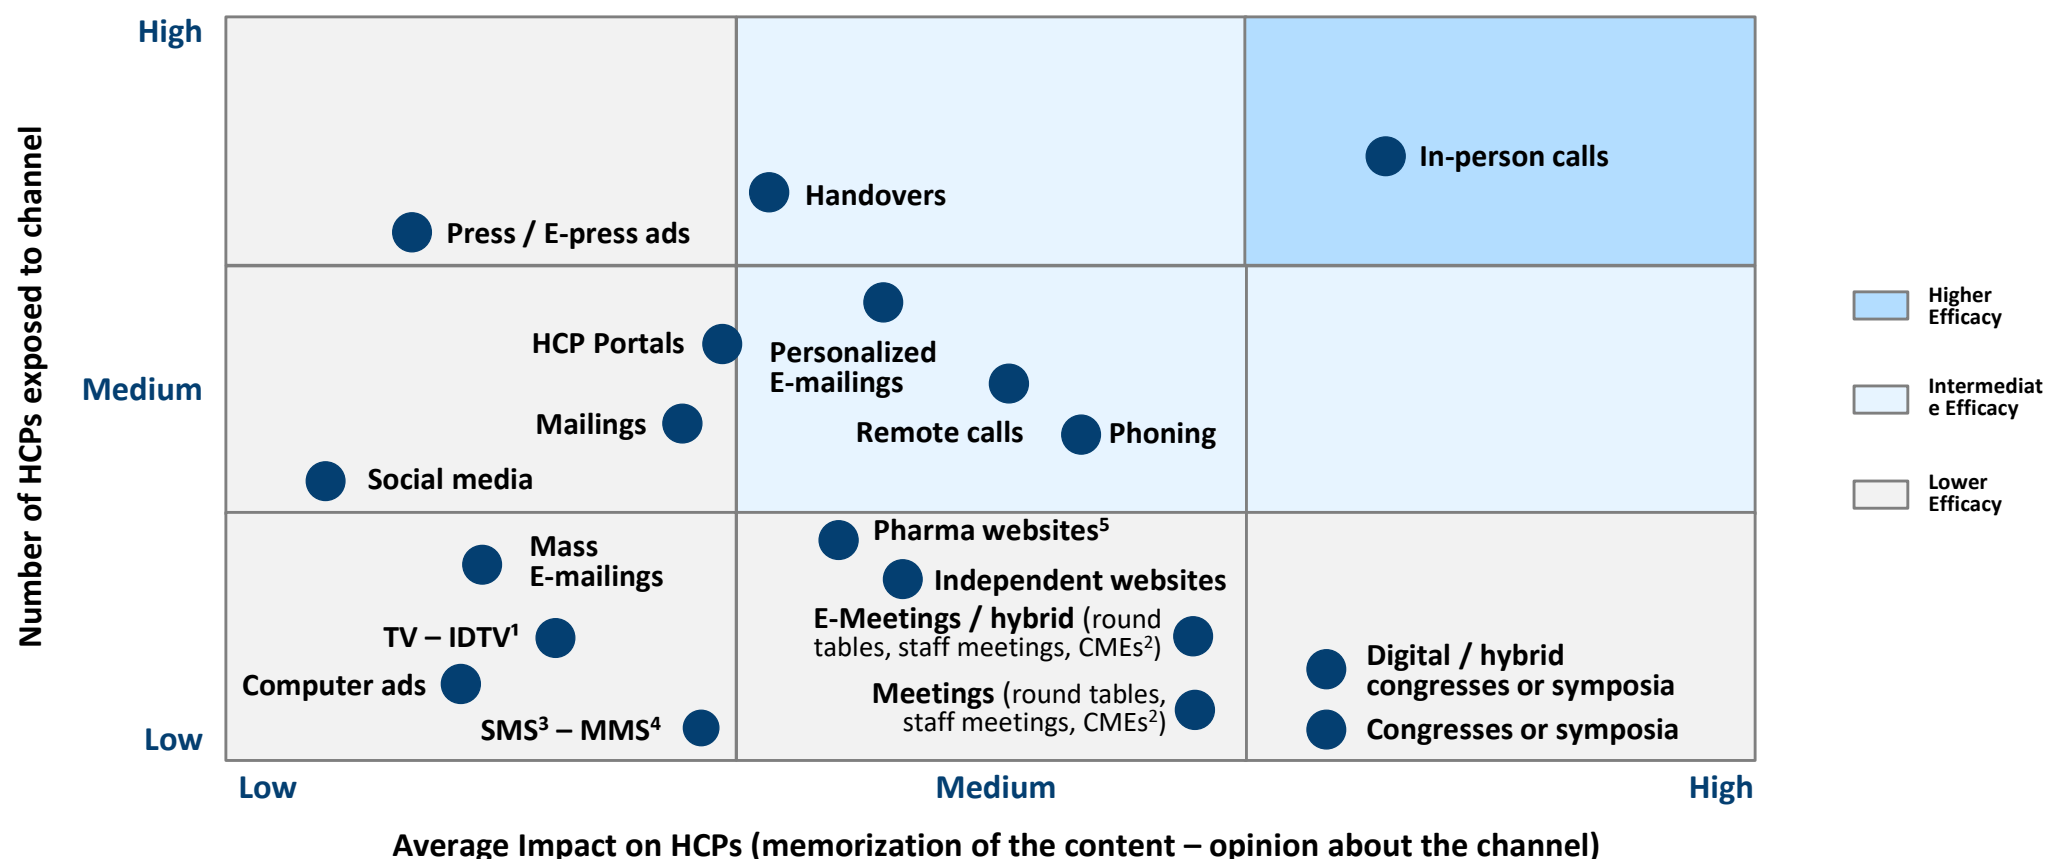 High
In-person calls
Handovers
Press / E-press ads
Number of HCPs exposed to channel
Higher
Efficacy
HCP Portals
Personalized
E-mailings
Medium
Intermediat
e Efficacy
Mailings
Remote calls
Phoning
Social media
Lower
Efficacy
Pharma websites⁵
Mass
E-mailings
Independent websites
E-Meetings / hybrid (round
tables, staff meetings, CMEs²)
TV – IDTV¹
Digital / hybrid
congresses or symposia
Computer ads
Meetings (round tables,
staff meetings, CMEs²)
SMS³ – MMS⁴
Congresses or symposia
Low
Low
Medium
High
Average Impact on HCPs (memorization of the content – opinion about the channel)